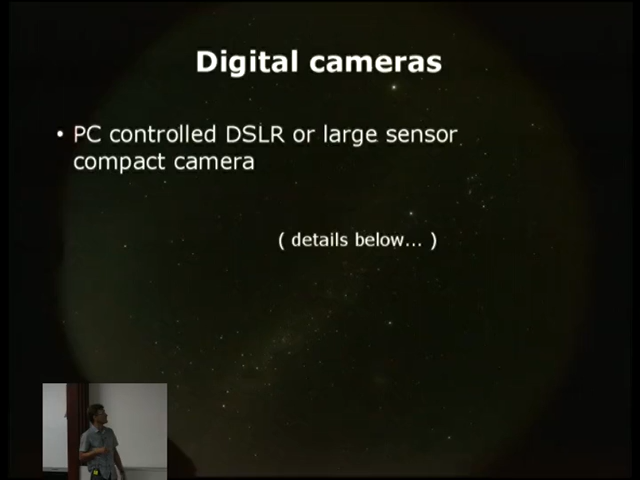 Digital cameras
• PC controlled DSLR or large sensor
compact camera
( details below... )